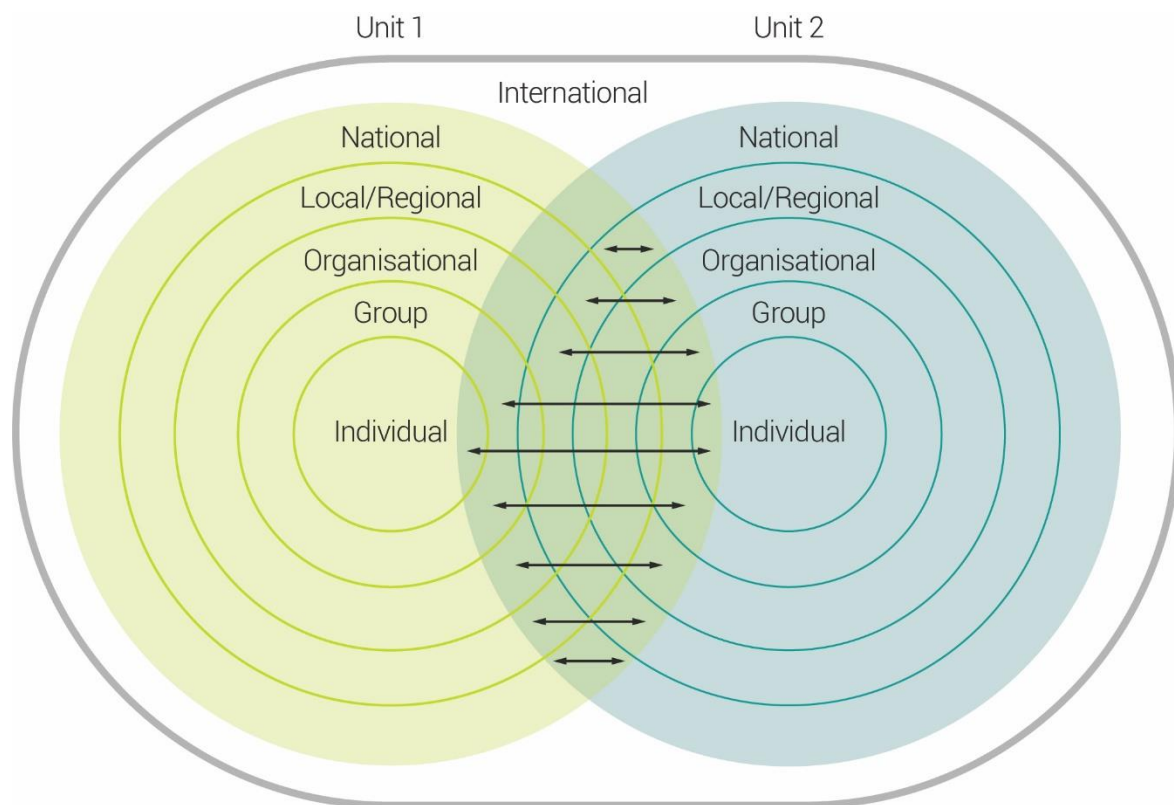 Unit 1 Unit 2
International
National National
Local/Regional Local/Regional
Organisational Organisational
Group Group
Individual Individual